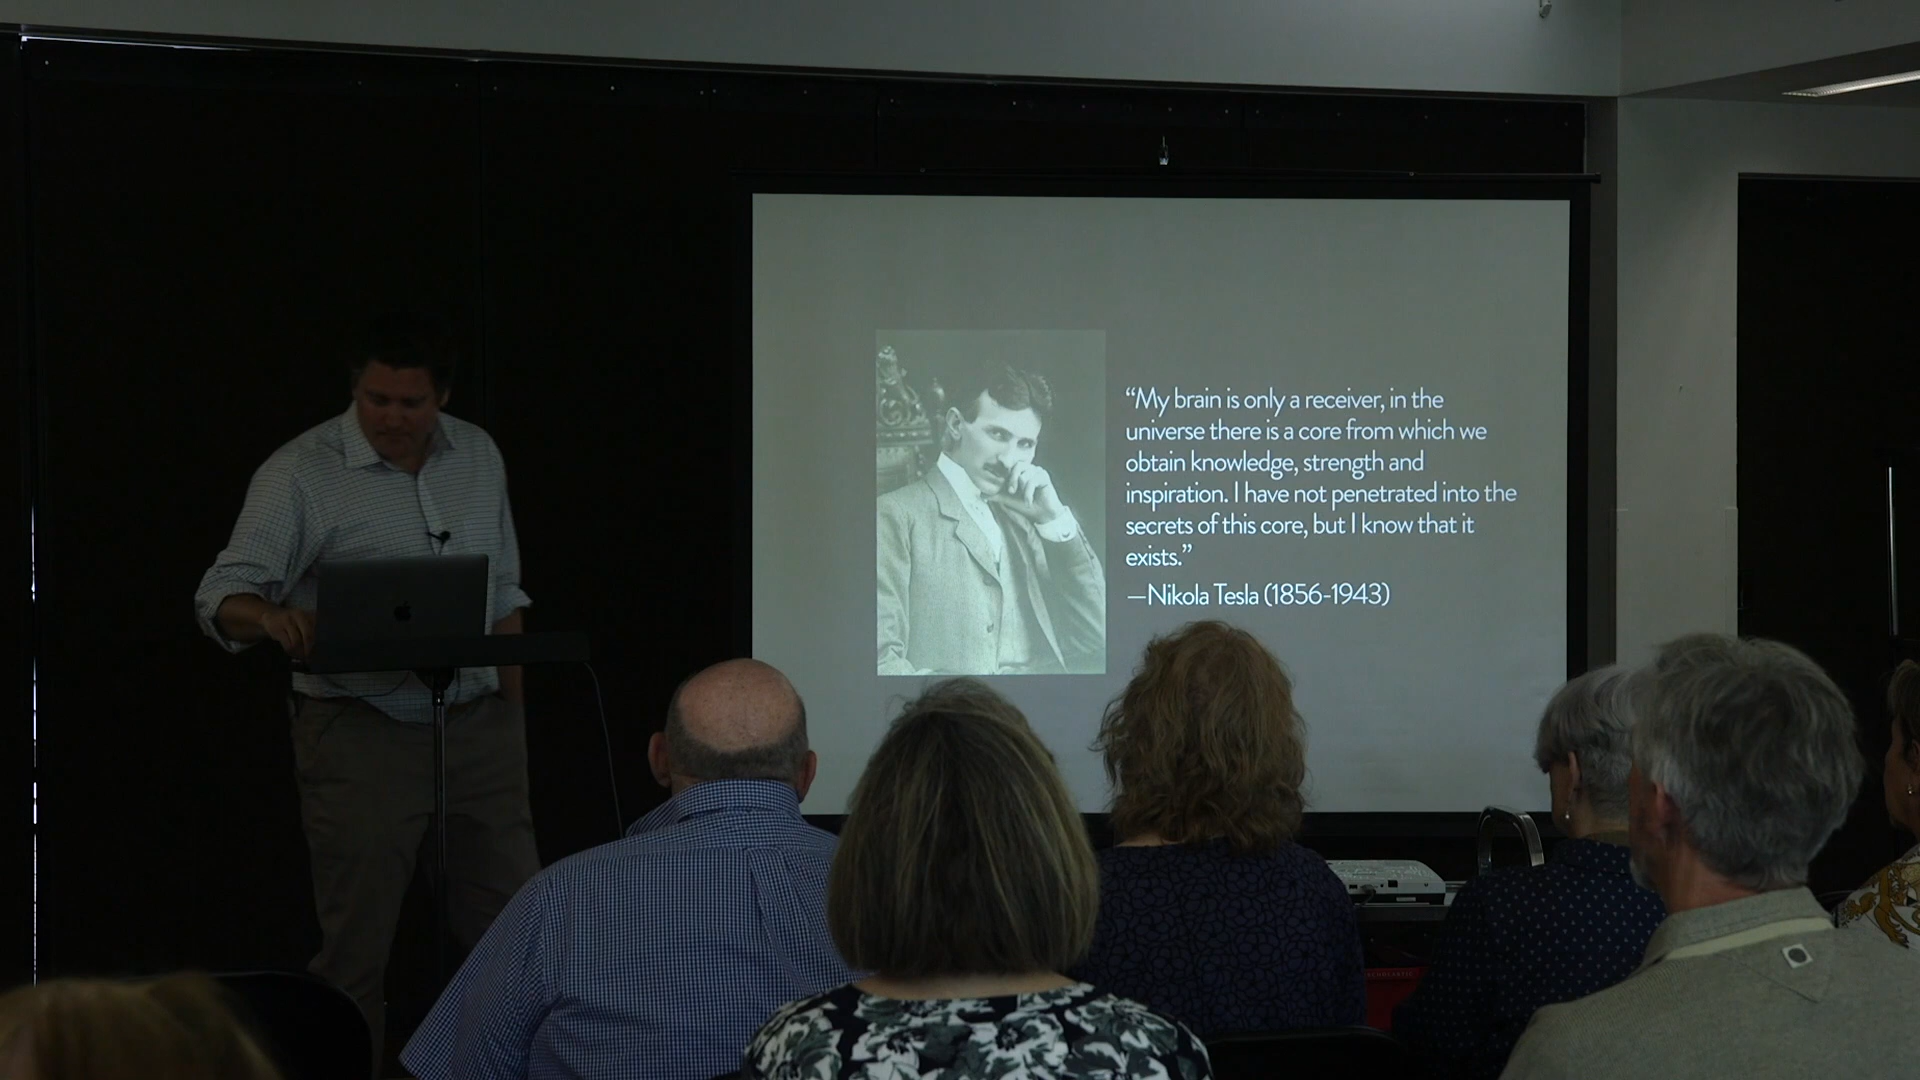 “My brain is only a receiver, in the
universe there is a core from which we
obtain knowledge, strength and
inspiration. I have not penetrated into the
secrets of this core, but I know that it
exists.”
—Nikola Tesla (1856-1943)
SCHOLASTIC